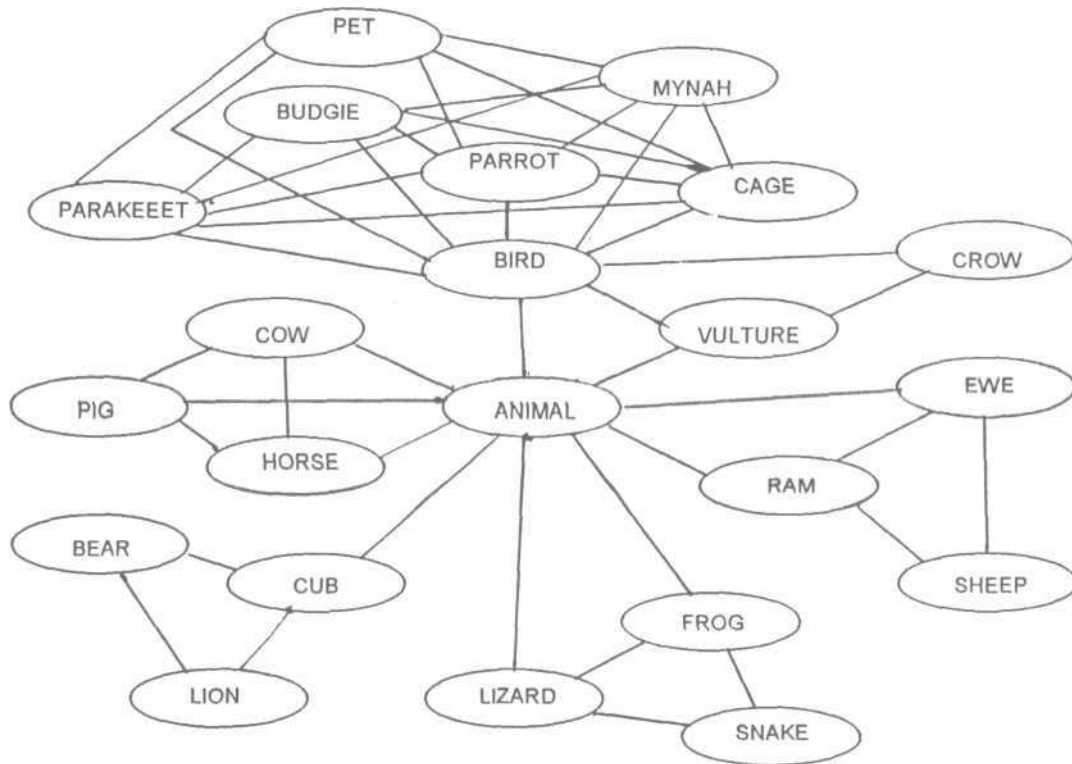 PET
MYNAH
BUDGIE
PARROT
CAGE
PARAKEEET
BIRD
CROW
COW
VULTURE
EWE
PIG
ANIMAL
HORSE
RAM
BEAR
CUB
SHEEP
FROG
LION
LIZARD
SNAKE